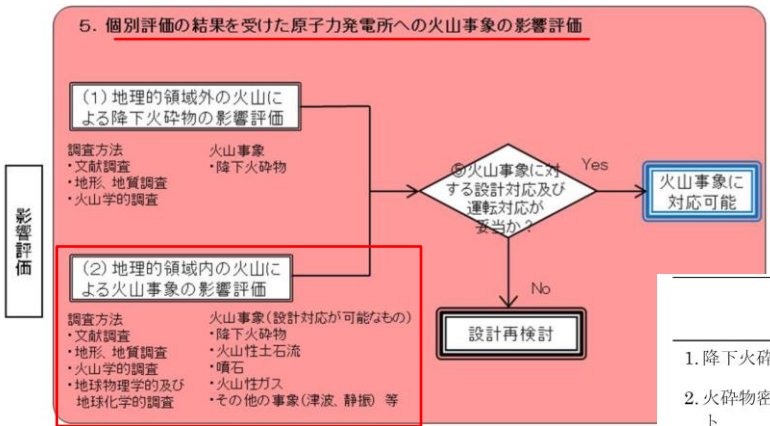 5. 個別評価の結果を受けた原子力発電所への火山事象の影響評価
影響評価
(1)地理的領域外の火山に
よる降下火砕物の影響評価
調査方法
・文献調査
・地形、地質調査
・火山学的調査
火山事象
・降下火砕物
(2)地理的領域内の火山に
よる火山事象の影響評価
調査方法
・文献調査
・地形、地質調査
・火山学的調査
・地球物理学的及び
地球化学的調査
火山事象(設計対応が可能なもの)
・降下火砕物
・火山性土石流
・噴石
・火山性ガス
・その他の事象(津波、静振) 等
⑤火山事象に対
する設計対応及び
運転対応が
妥当か?
Yes
火山事象に
対応可能
No
設計再検討
1. 降下火砕
2. 火砕物密度
ト